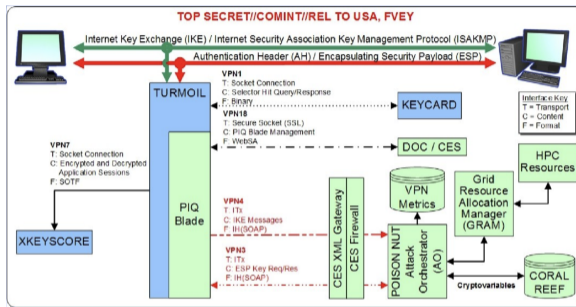 TOP SECRET//COMINT//REL TO USA, FVEY
Internet Key Exchange (IKE) / Internet Security Association Key Management Protocol (ISAKMP)
Authentication Header (AH) / Encapsulating Security Payload (ESP)
TURMOIL
VPN1
T: Socket Connection
C: Selector Hit Query/Response
F: Binary
KEYCARD
Interface Key
T = Transport
C = Content
F = Format
VPN18
T: Secure Socket (SSL)
C: PIQ Blade Management
F: WebSA
DOC / CES
VPN7
T: Socket Connection
C: Encrypted and Decrypted
Application Sessions
F: SOTF
XKEYSCORE
PIQ
Blade
VPN4
T: ITx
C: IKE Messages
F: IH(SOAP)
VPN3
T: ITx
C: ESP Key Req/Res
F: IH(SOAP)
CES XML Gateway
CES Firewall
VPN
Metrics
POISON NUT
Attack
Orchestrator
(AO)
Grid
Resource
Allocation
Manager
(GRAM)
HPC
Resources
Cryptovariables
CORAL
REEF